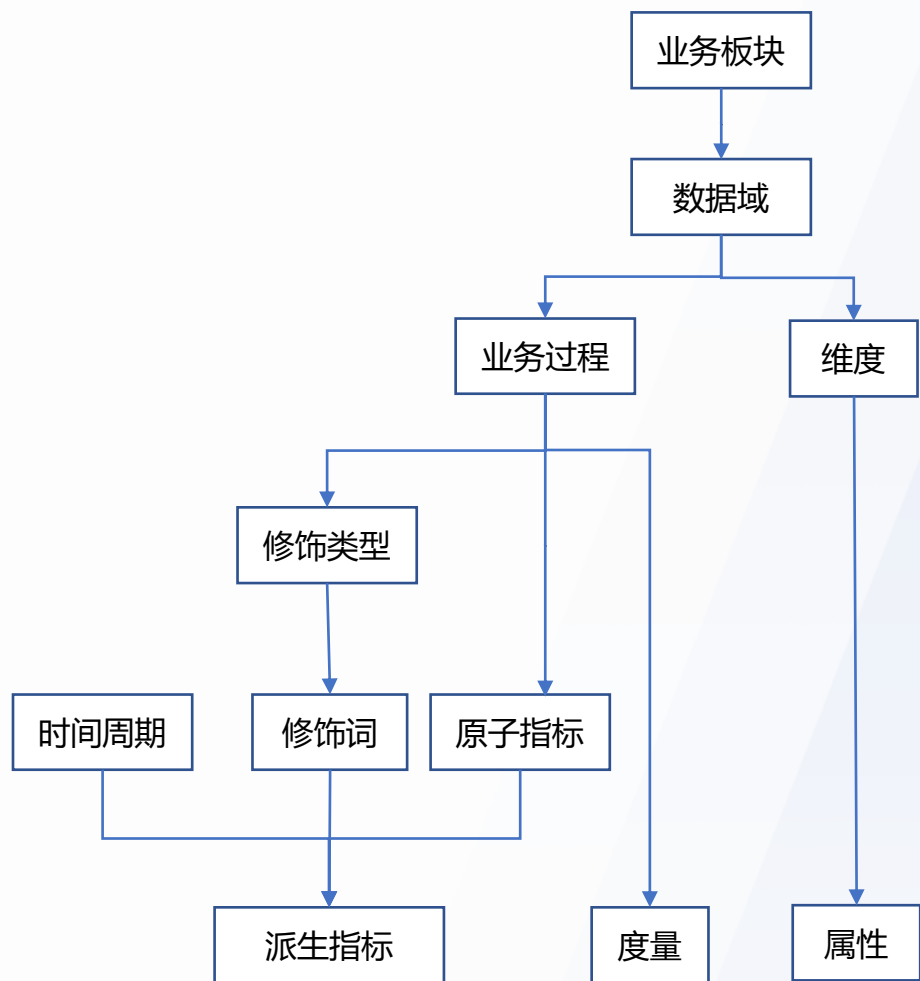 业务板块
数据域
业务过程
维度
修饰类型
时间周期
修饰词
原子指标
派生指标
度量
属性